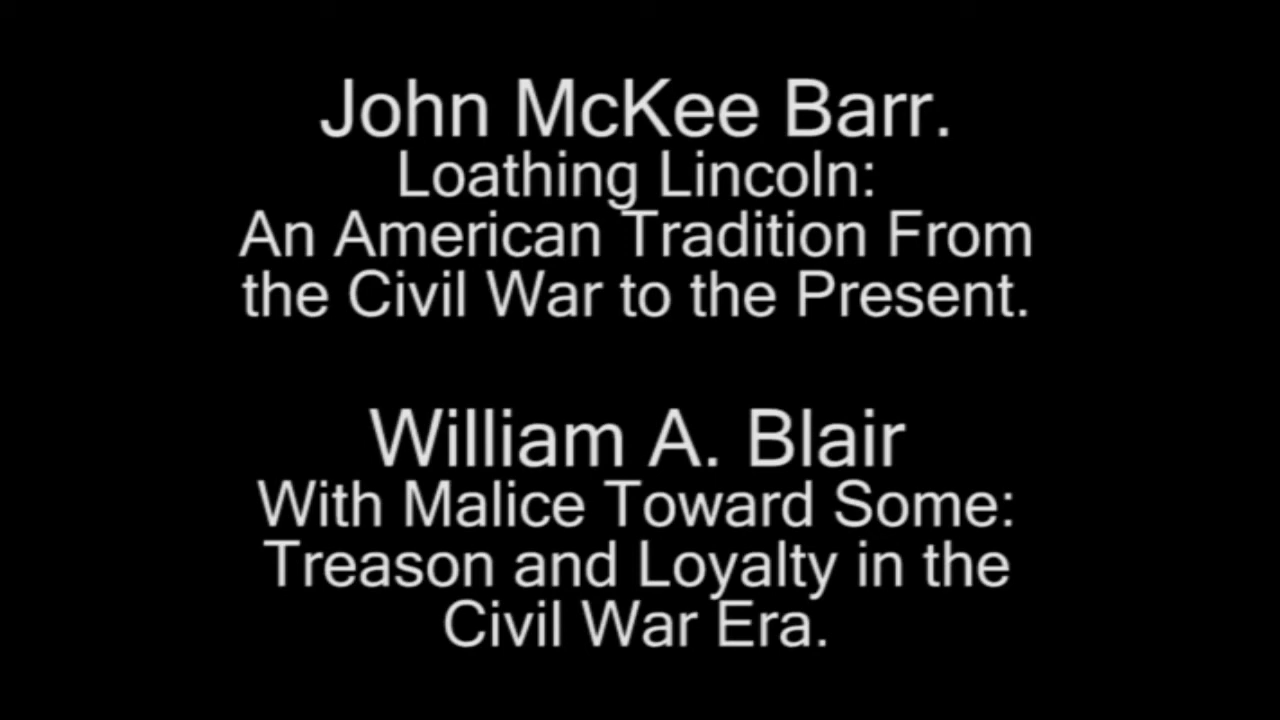 John McKee Barr.
Loathing Lincoln:
An American Tradition From
the Civil War to the Present.
William A. Blair
With Malice Toward Some:
Treason and Loyalty in the
Civil War Era.